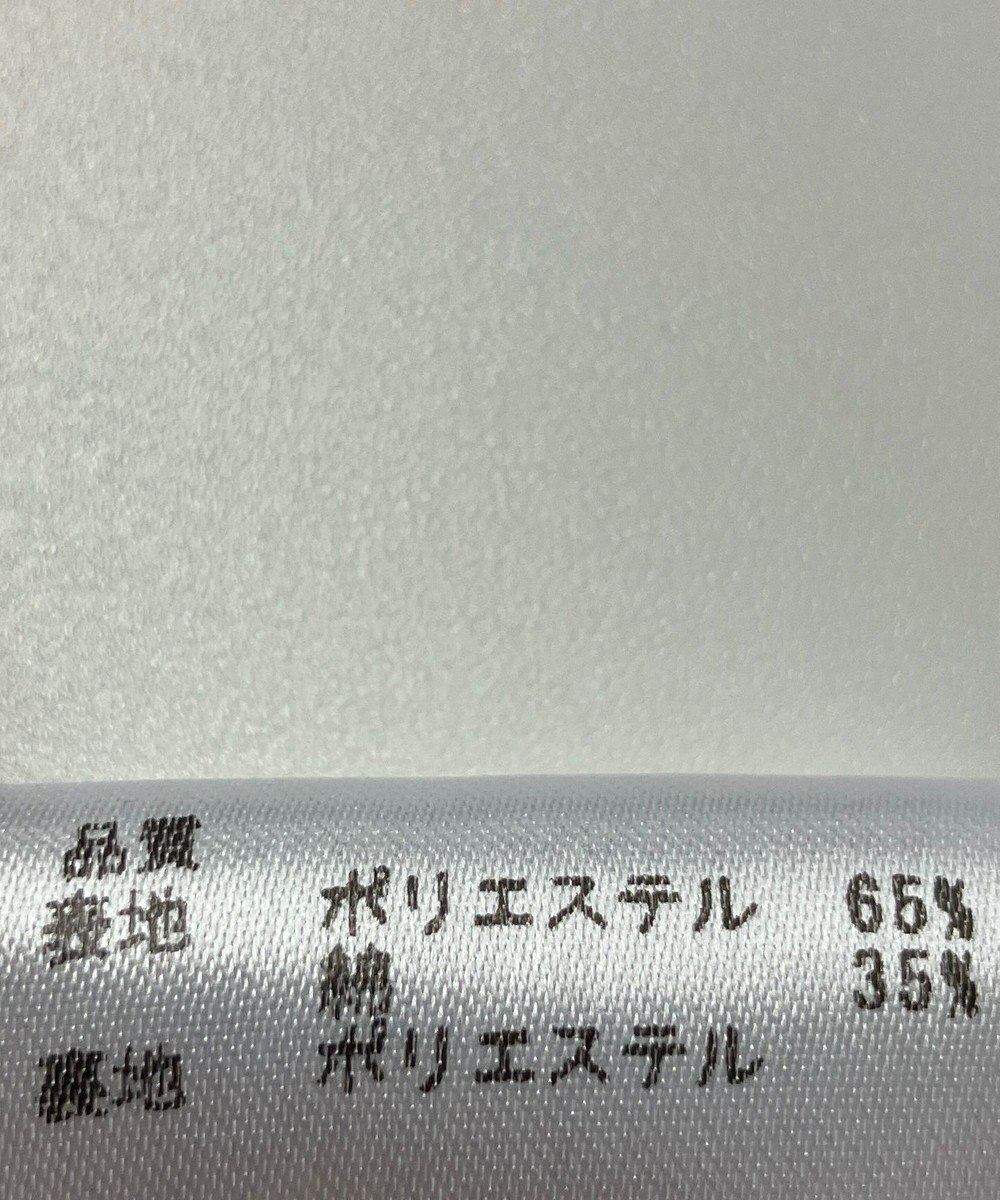 品質
表地 ポリエステル 65%
綿 35%
裏地 ポリエステル